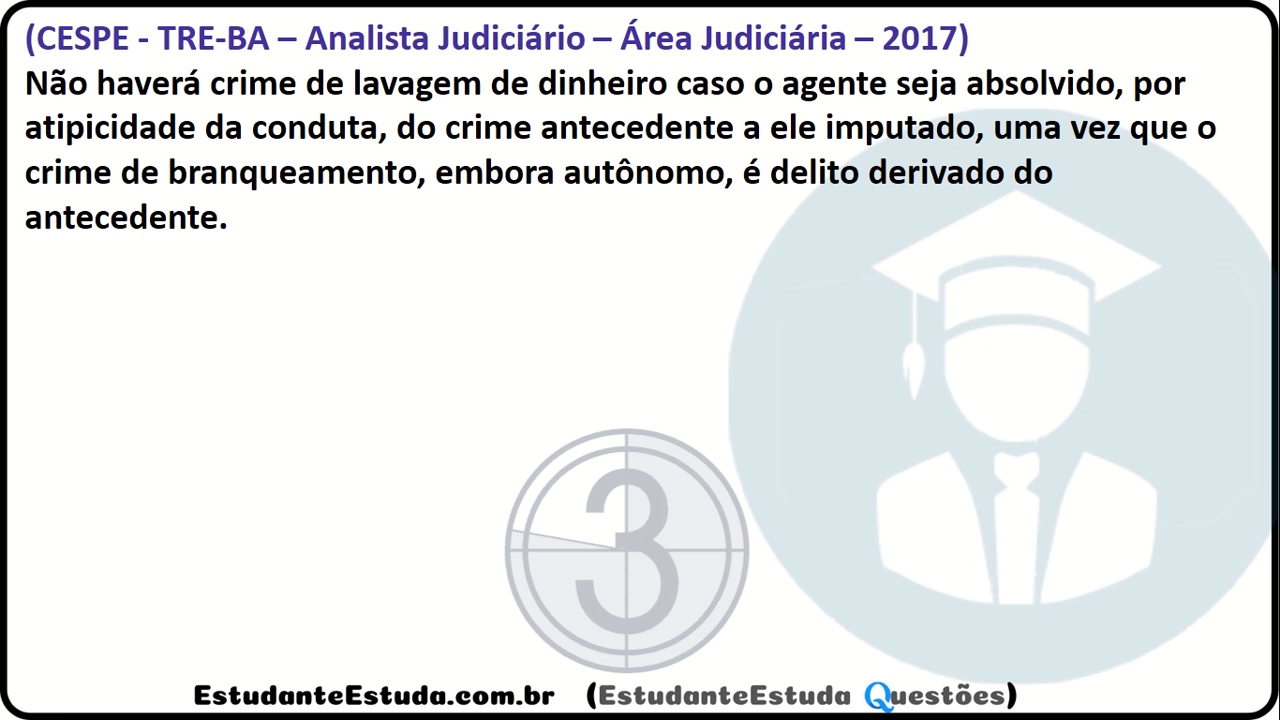 (CESPE - TRE-BA – Analista Judiciário – Área Judiciária – 2017)
Não haverá crime de lavagem de dinheiro caso o agente seja absolvido, por
atipicidade da conduta, do crime antecedente a ele imputado, uma vez que o
crime de branqueamento, embora autônomo, é delito derivado do
antecedente.
3
EstudanteEstuda.com.br (EstudanteEstuda Questões)